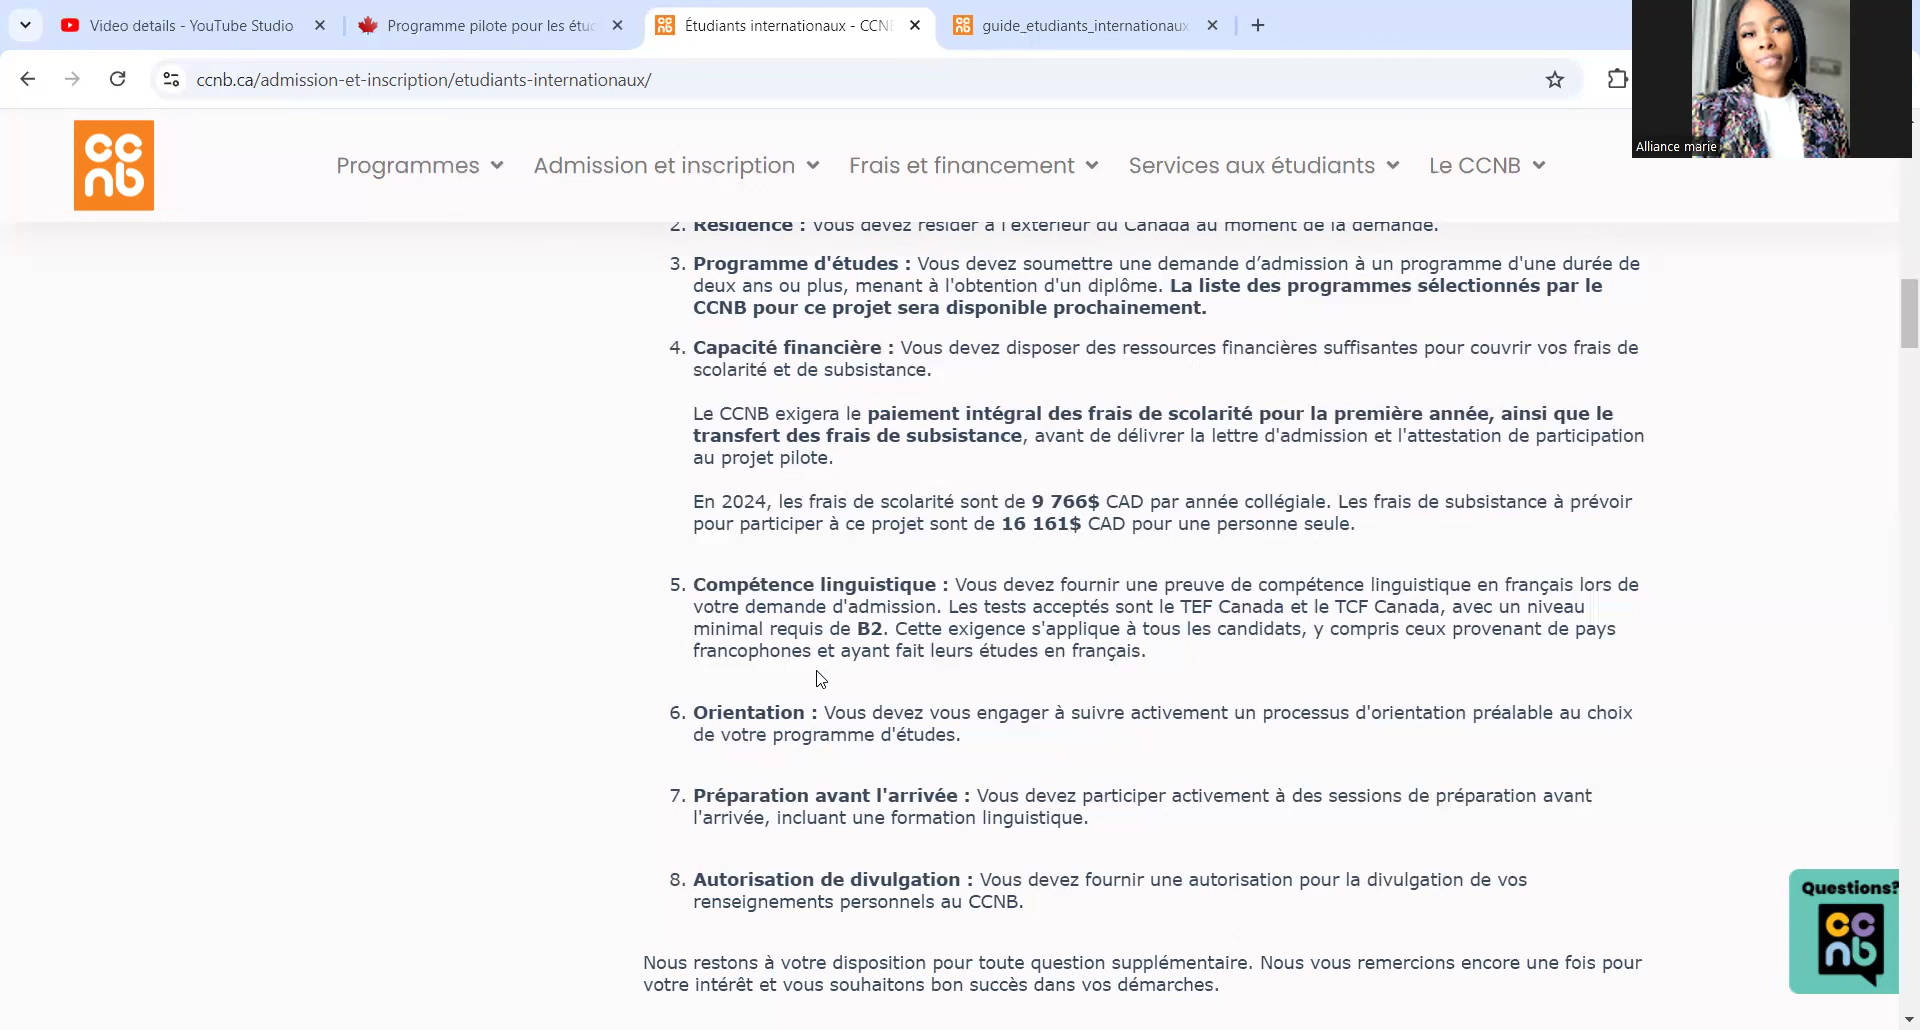 Video details - YouTube Studio
Programme pilote pour les étuc
Étudiants internationaux - CCNB
guide_etudiants_internationaux
ccnb.ca/admission-et-inscription/etudiants-internationaux/
Alliance marie
cc
nb
Programmes
Admission et inscription
Frais et financement
Services aux étudiants
Le CCNB
2. Résidence : Vous devez résider à l'extérieur du Canada au moment de la demande.
3. Programme d'études : Vous devez soumettre une demande d’admission à un programme d'une durée de
deux ans ou plus, menant à l'obtention d'un diplôme. La liste des programmes sélectionnés par le
CCNB pour ce projet sera disponible prochainement.
4. Capacité financière : Vous devez disposer des ressources financières suffisantes pour couvrir vos frais de
scolarité et de subsistance.
Le CCNB exigera le paiement intégral des frais de scolarité pour la première année, ainsi que le
transfert des frais de subsistance, avant de délivrer la lettre d'admission et l'attestation de participation
au projet pilote.
En 2024, les frais de scolarité sont de 9 766$ CAD par année collégiale. Les frais de subsistance à prévoir
pour participer à ce projet sont de 16 161$ CAD pour une personne seule.
5. Compétence linguistique : Vous devez fournir une preuve de compétence linguistique en français lors de
votre demande d'admission. Les tests acceptés sont le TEF Canada et le TCF Canada, avec un niveau
minimal requis de B2. Cette exigence s'applique à tous les candidats, y compris ceux provenant de pays
francophones et ayant fait leurs études en français.
6. Orientation : Vous devez vous engager à suivre activement un processus d'orientation préalable au choix
de votre programme d'études.
7. Préparation avant l'arrivée : Vous devez participer activement à des sessions de préparation avant
l'arrivée, incluant une formation linguistique.
8. Autorisation de divulgation : Vous devez fournir une autorisation pour la divulgation de vos
renseignements personnels au CCNB.
Nous restons à votre disposition pour toute question supplémentaire. Nous vous remercions encore une fois pour
votre intérêt et vous souhaitons bon succès dans vos démarches.
Questions?
cc
nb